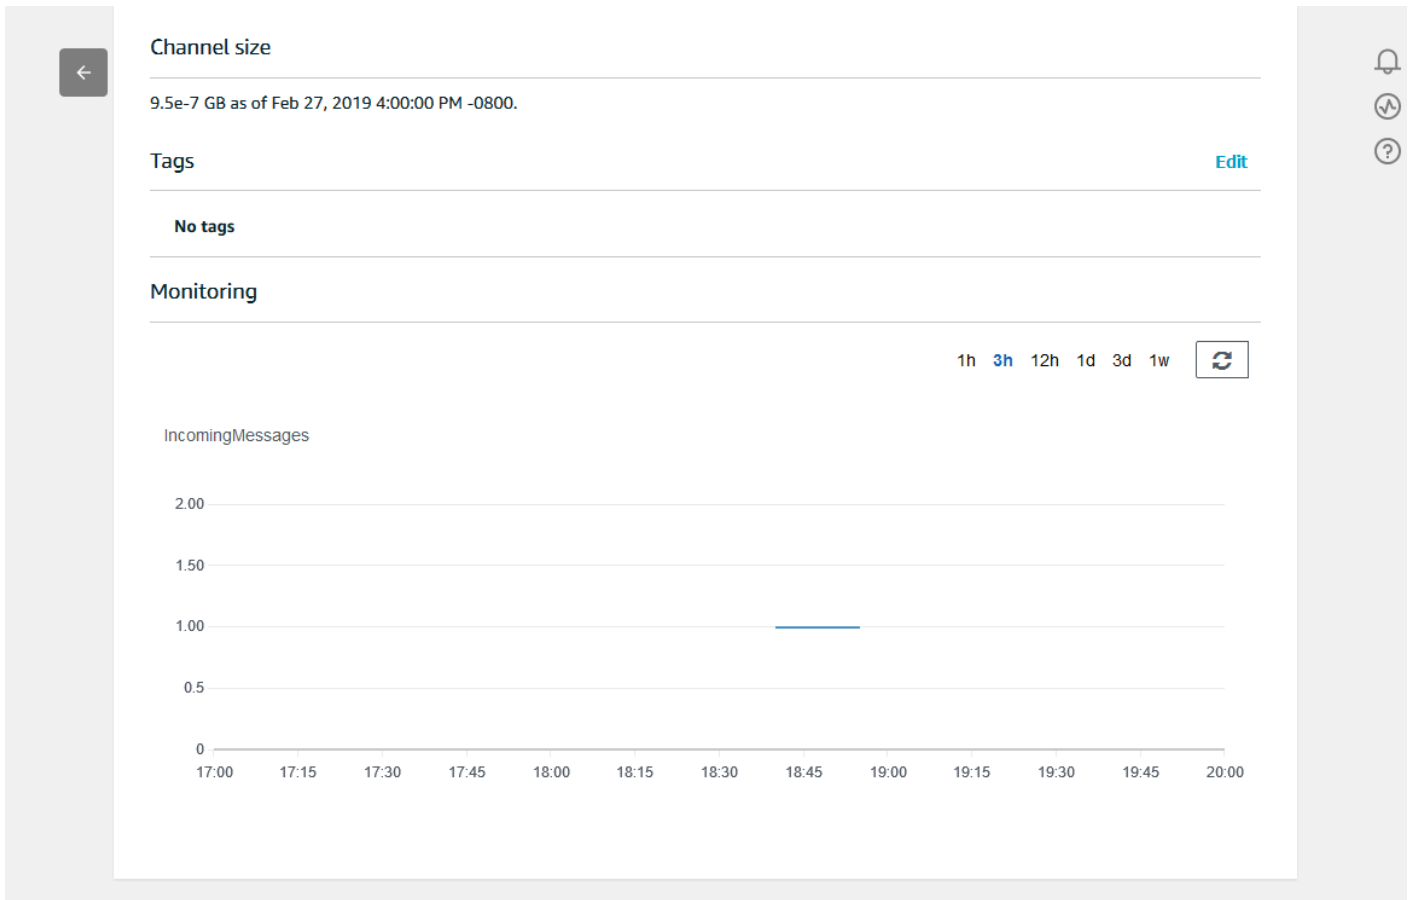 Channel size
9.5e-7 GB as of Feb 27, 2019 4:00:00 PM -0800.
Tags Edit
No tags
Monitoring
1h 3h 12h 1d 3d 1w
IncomingMessages
2.00
1.50
1.00
0.5
0
17:00 17:15 17:30 17:45 18:00 18:15 18:30 18:45 19:00 19:15 19:30 19:45 20:00